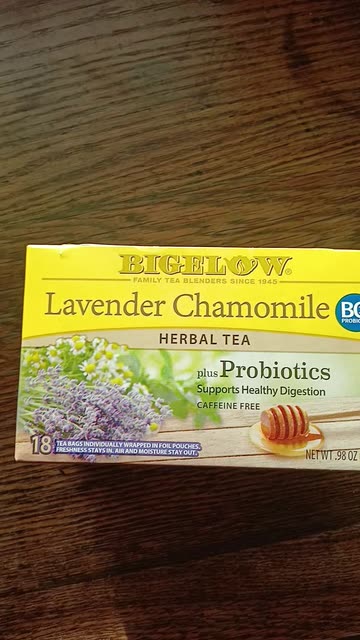 BIGELOW®
FAMILY TEA BLENDERS SINCE 1945
Lavender Chamomile
HERBAL TEA
plus Probiotics
Supports Healthy Digestion
CAFFEINE FREE
18 TEA BAGS INDIVIDUALLY WRAPPED IN FOIL POUCHES.
FRESHNESS STAYS IN. AIR AND MOISTURE STAY OUT.
NET WT .98 OZ